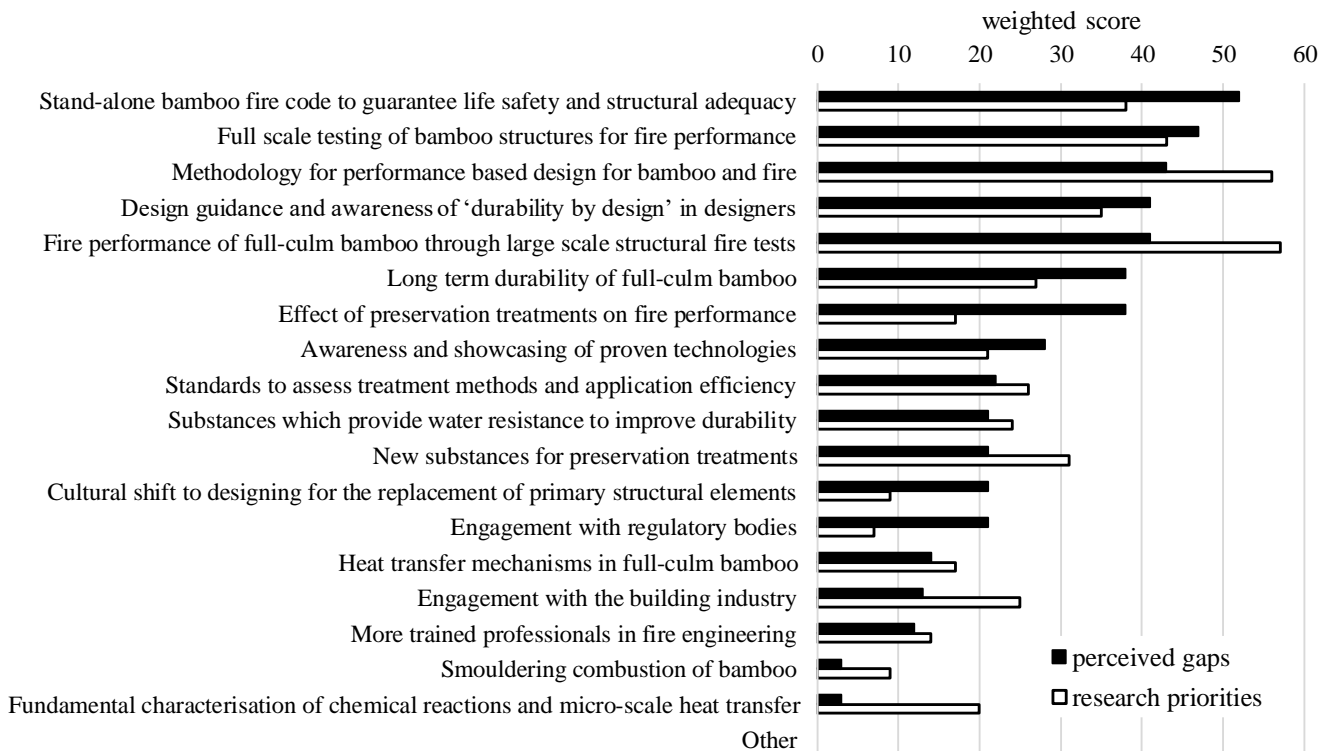 weighted score
0 10 20 30 40 50 60
Stand-alone bamboo fire code to guarantee life safety and structural adequacy
Full scale testing of bamboo structures for fire performance
Methodology for performance based design for bamboo and fire
Design guidance and awareness of ‘durability by design’ in designers
Fire performance of full-culm bamboo through large scale structural fire tests
Long term durability of full-culm bamboo
Effect of preservation treatments on fire performance
Awareness and showcasing of proven technologies
Standards to assess treatment methods and application efficiency
Substances which provide water resistance to improve durability
New substances for preservation treatments
Cultural shift to designing for the replacement of primary structural elements
Engagement with regulatory bodies
Heat transfer mechanisms in full-culm bamboo
Engagement with the building industry
More trained professionals in fire engineering
Smouldering combustion of bamboo
Fundamental characterisation of chemical reactions and micro-scale heat transfer
Other
perceived gaps
research priorities